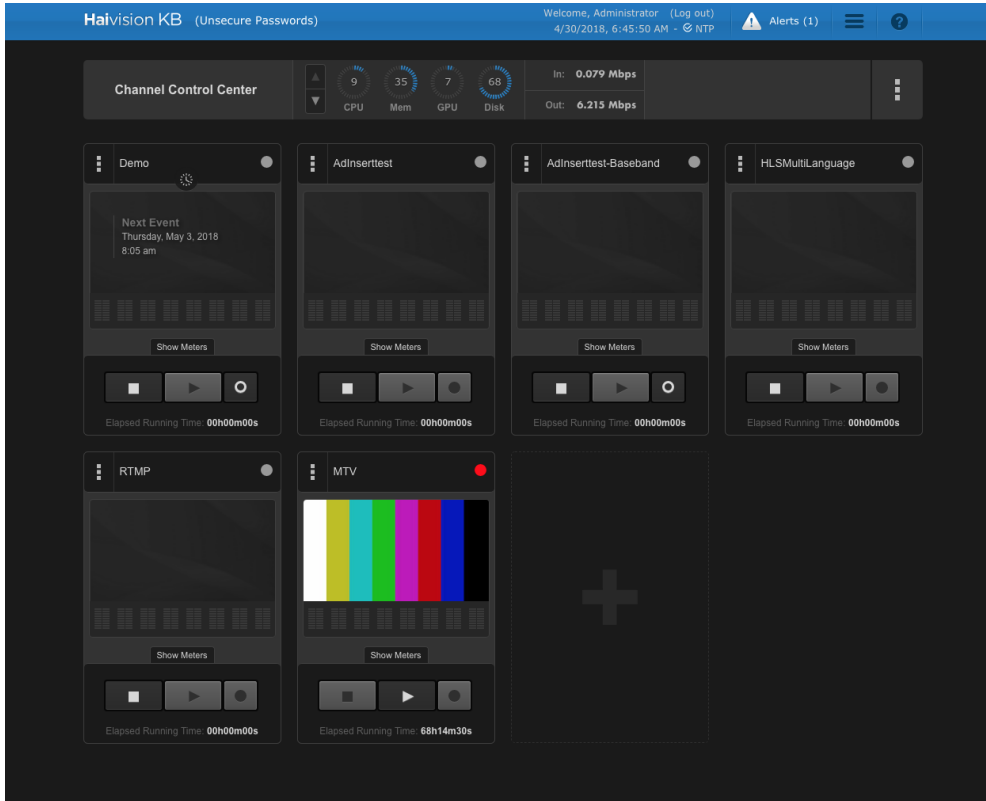 Haivision KB (Unsecure Passwords)
Welcome, Administrator (Log out)
4/30/2018, 6:45:50 AM - NTP
Alerts (1)
?
Channel Control Center
9
CPU
35
Mem
7
GPU
68
Disk
In: 0.079 Mbps
Out: 6.215 Mbps
Demo
Next Event
Thursday, May 3, 2018
8:05 am
Show Meters
Elapsed Running Time: 00h00m00s
AdInserttest
Show Meters
Elapsed Running Time: 00h00m00s
AdInserttest-Baseband
Show Meters
Elapsed Running Time: 00h00m00s
HLSMultiLanguage
Show Meters
Elapsed Running Time: 00h00m00s
RTMP
Show Meters
Elapsed Running Time: 00h00m00s
MTV
Show Meters
Elapsed Running Time: 68h14m30s